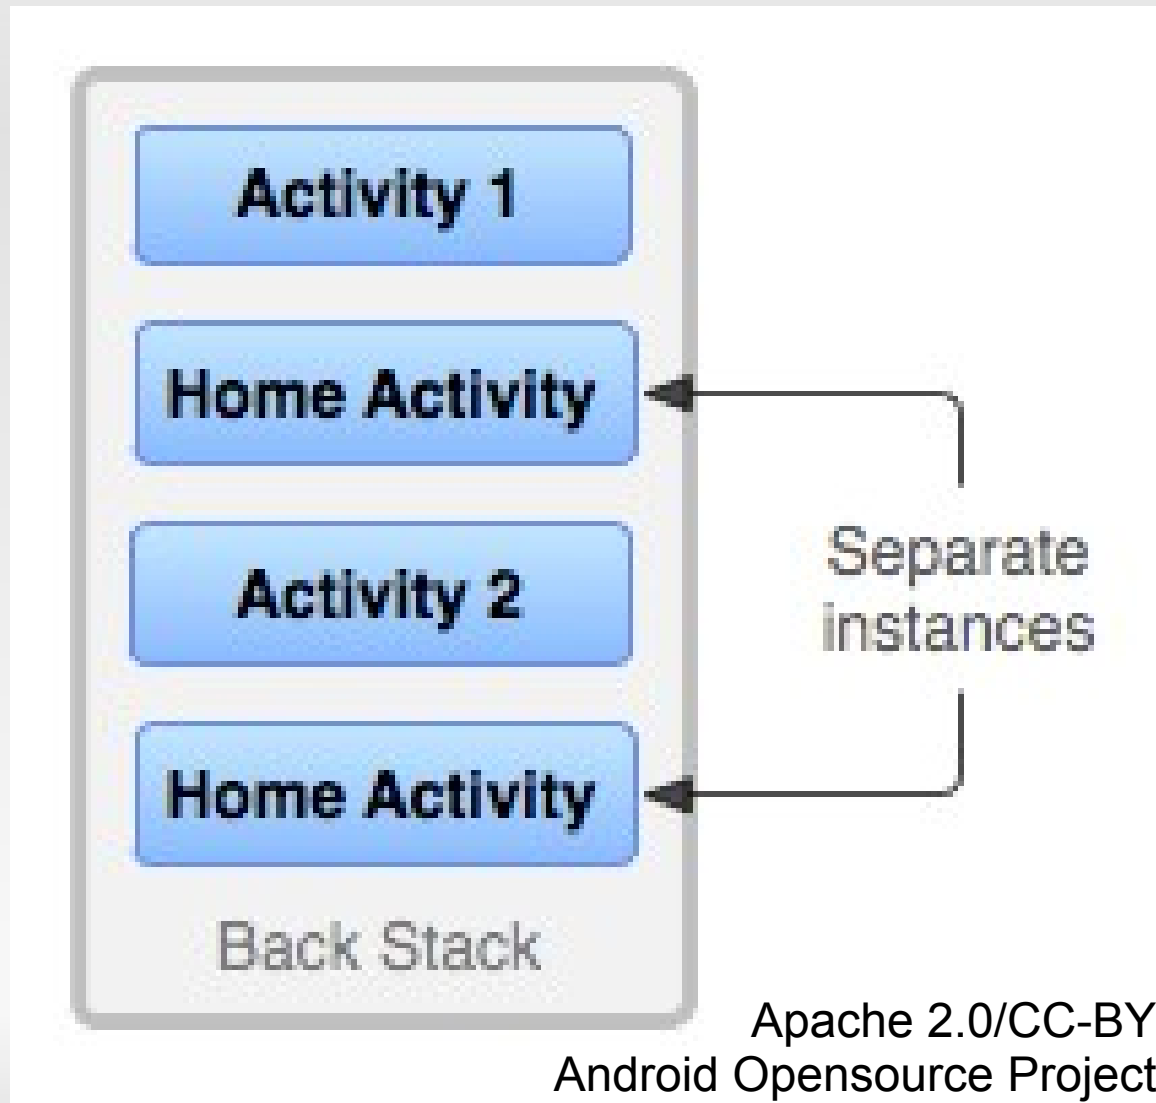 Activity 1
Home Activity
Activity 2
Home Activity
Back Stack
Separate
instances
Apache 2.0/CC-BY
Android Opensource Project